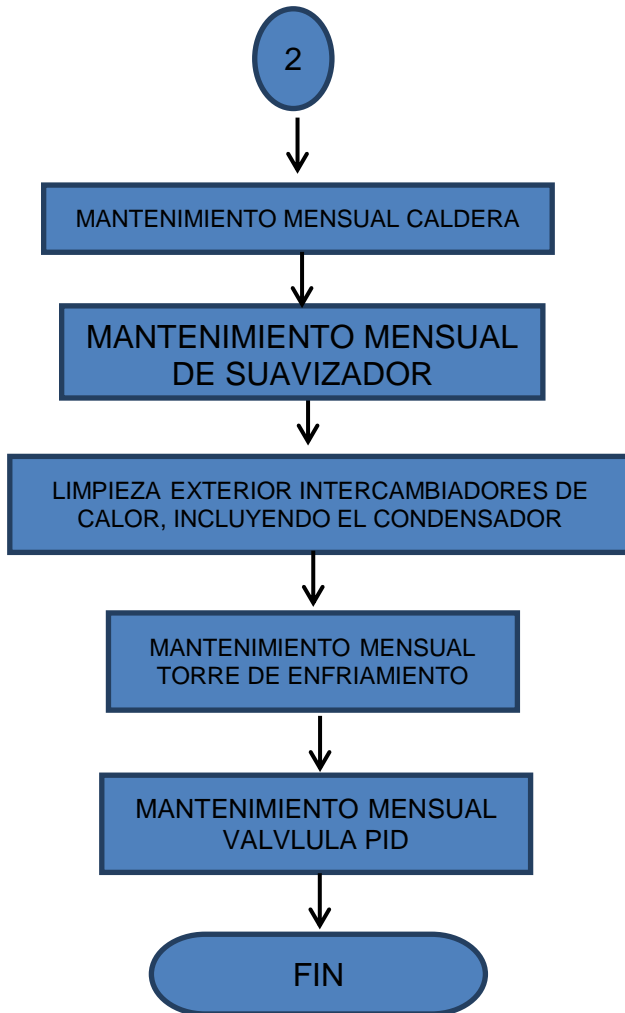 2
MANTENIMIENTO MENSUAL CALDERA
MANTENIMIENTO MENSUAL
DE SUAVIZADOR
LIMPIEZA EXTERIOR INTERCAMBIADORES DE
CALOR, INCLUYENDO EL CONDENSADOR
MANTENIMIENTO MENSUAL
TORRE DE ENFRIAMIENTO
MANTENIMIENTO MENSUAL
VALVLULA PID
FIN